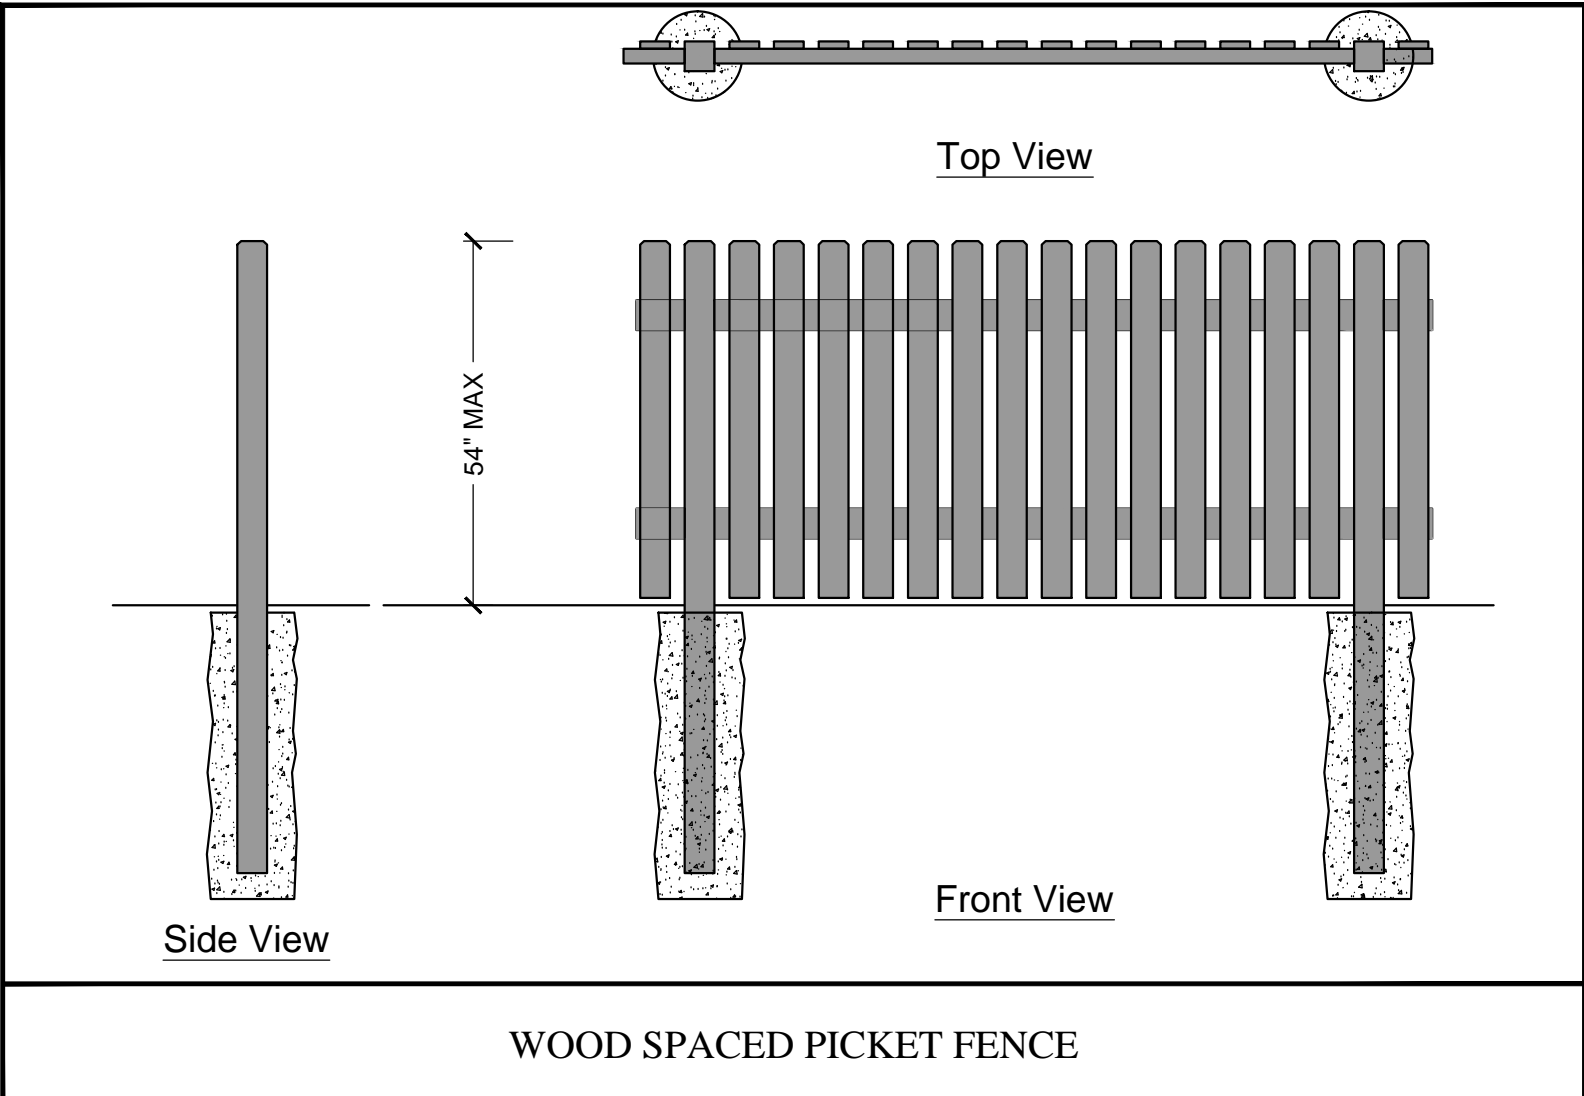 Top View
54" MAX
Front View
Side View
WOOD SPACED PICKET FENCE